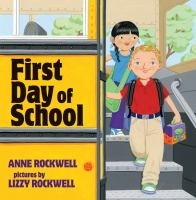 First
Day of
School
ANNE ROCKWELL
pictures by
LIZZY ROCKWELL